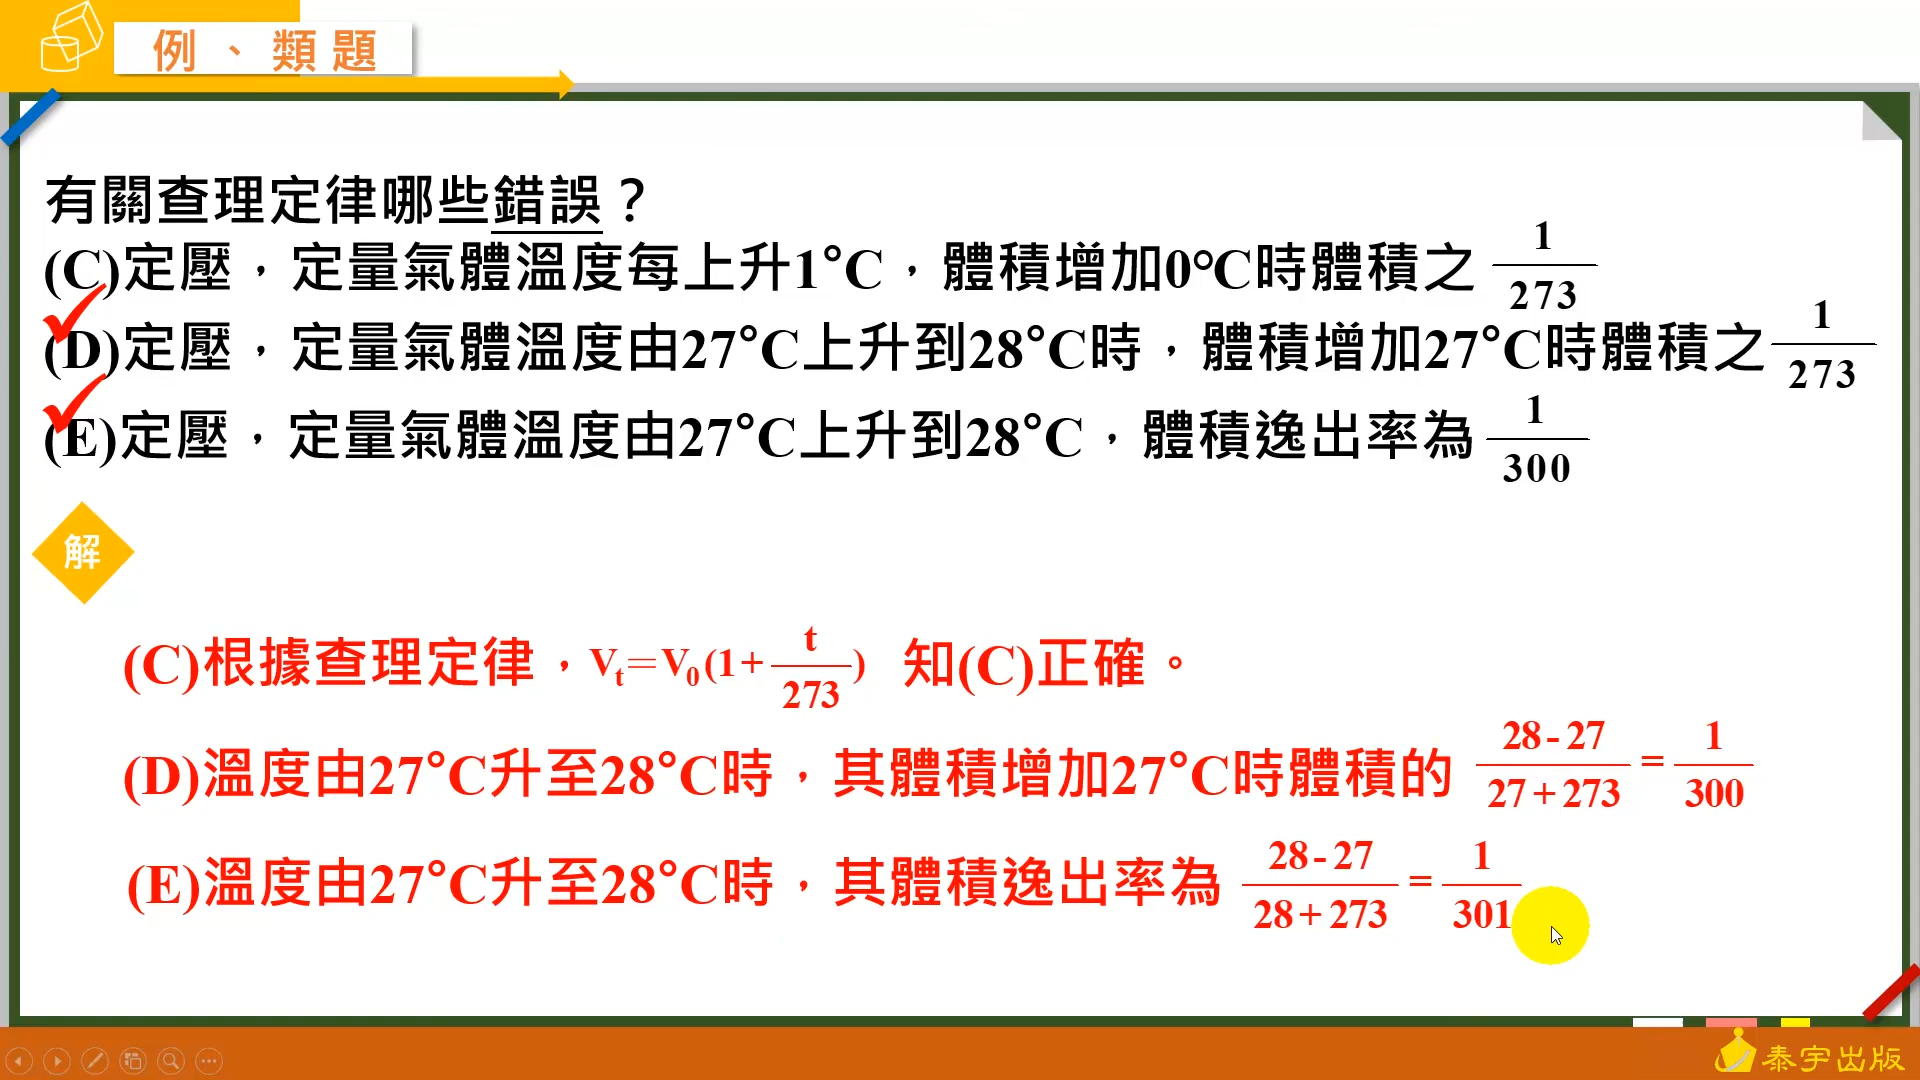 例、類題
有關查理定律哪些錯誤？
(C)定壓，定量氣體溫度每上升1°C，體積增加0°C時體積之 1/273
(D)定壓，定量氣體溫度由27°C上升到28°C時，體積增加27°C時體積之 1/273
(E)定壓，定量氣體溫度由27°C上升到28°C，體積逸出率為 1/300
解
(C)根據查理定律，Vt＝V0(1+ t/273) 知(C)正確。
(D)溫度由27°C升至28°C時，其體積增加27°C時體積的 28-27/27+273 = 1/300
(E)溫度由27°C升至28°C時，其體積逸出率為 28-27/28+273 = 1/301
泰宇出版